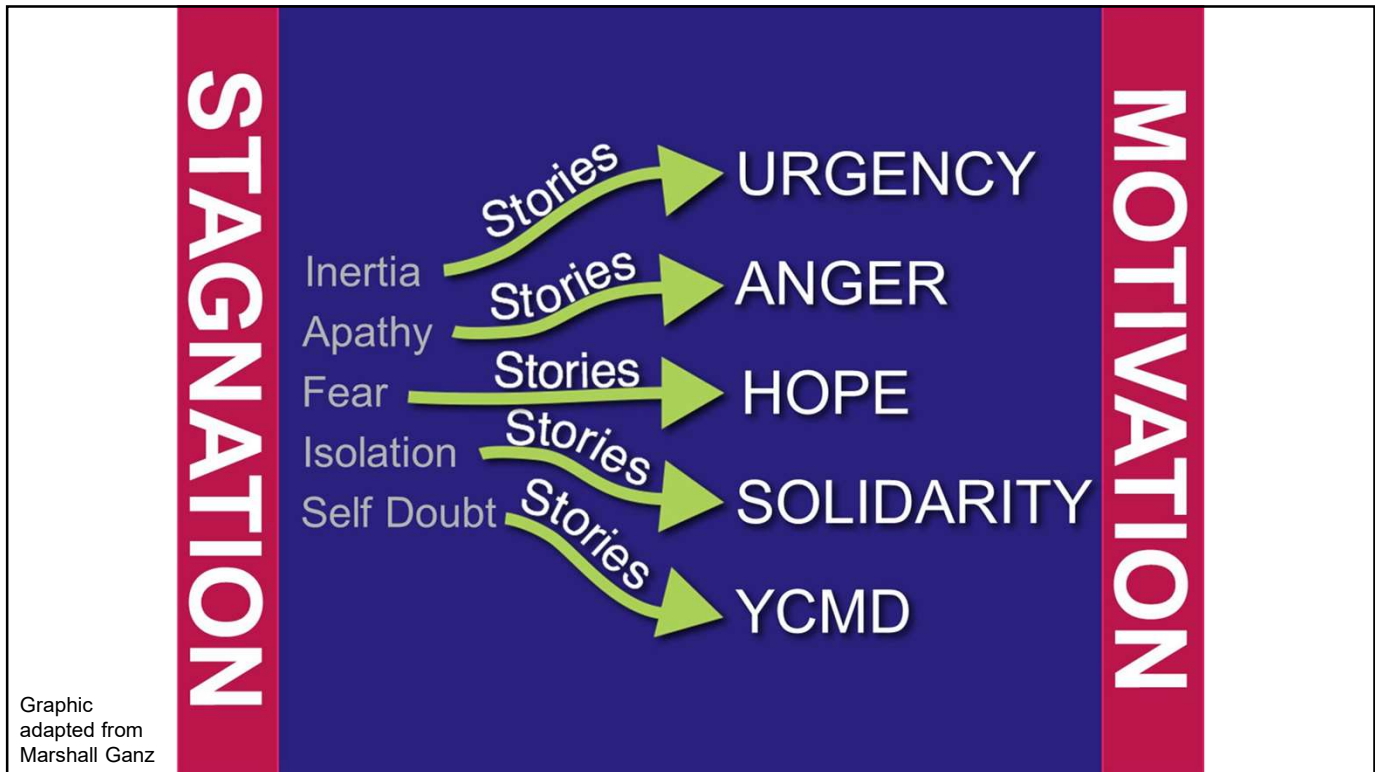 STAGNATION
Inertia
Stories
URGENCY
Apathy
Stories
ANGER
Fear
Stories
HOPE
Isolation
Stories
SOLIDARITY
Self Doubt
Stories
YCMD
MOTIVATION
Graphic
adapted from
Marshall Ganz